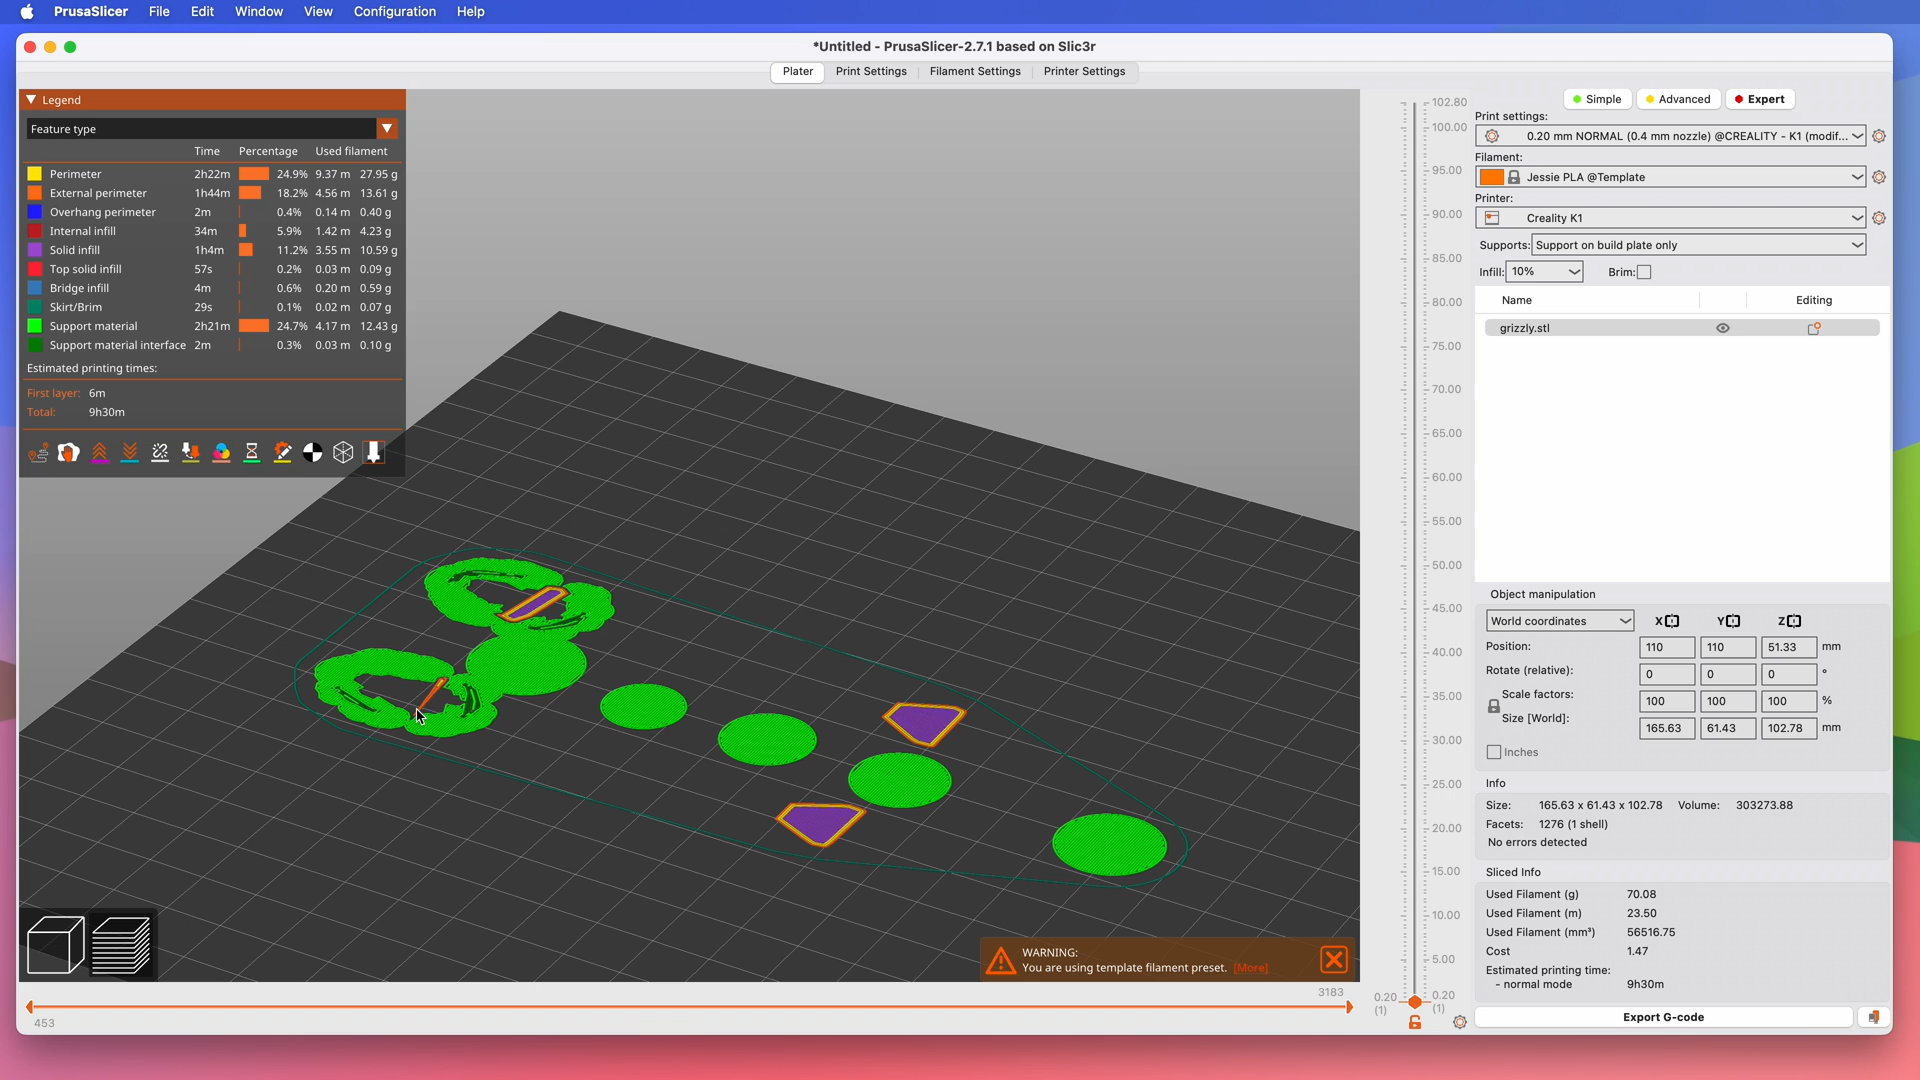 PrusaSlicer File Edit Window View Configuration Help
*Untitled - PrusaSlicer-2.7.1 based on Slic3r
Plater Print Settings Filament Settings Printer Settings
Legend
Feature type
Time Percentage Used filament
Perimeter 2h22m 24.9% 9.37 m 27.95 g
External perimeter 1h44m 18.2% 4.56 m 13.61 g
Overhang perimeter 2m 0.4% 0.14 m 0.40 g
Internal infill 34m 5.9% 1.42 m 4.23 g
Solid infill 1h4m 11.2% 3.55 m 10.59 g
Top solid infill 57s 0.2% 0.03 m 0.09 g
Bridge infill 4m 0.6% 0.20 m 0.59 g
Skirt/Brim 29s 0.1% 0.02 m 0.07 g
Support material 2h21m 24.7% 4.17 m 12.43 g
Support material interface 2m 0.3% 0.03 m 0.10 g
Estimated printing times:
First layer: 6m
Total: 9h30m
WARNING:
You are using template filament preset. [More]
3183
453
102.80
100.00
95.00
90.00
85.00
80.00
75.00
70.00
65.00
60.00
55.00
50.00
45.00
40.00
35.00
30.00
25.00
20.00
15.00
10.00
5.00
0.20 0.20
(1) (1)
Simple Advanced Expert
Print settings:
0.20 mm NORMAL (0.4 mm nozzle) @CREALITY - K1 (modif...
Filament:
Jessie PLA @Template
Printer:
Creality K1
Supports: Support on build plate only
Infill: 10% Brim:
Name Editing
grizzly.stl
Object manipulation
World coordinates X Y Z
Position: 110 110 51.33 mm
Rotate (relative): 0 0 0 °
Scale factors: 100 100 100 %
Size [World]: 165.63 61.43 102.78 mm
Inches
Info
Size: 165.63 x 61.43 x 102.78 Volume: 303273.88
Facets: 1276 (1 shell)
No errors detected
Sliced Info
Used Filament (g) 70.08
Used Filament (m) 23.50
Used Filament (mm³) 56516.75
Cost 1.47
Estimated printing time:
- normal mode 9h30m
Export G-code